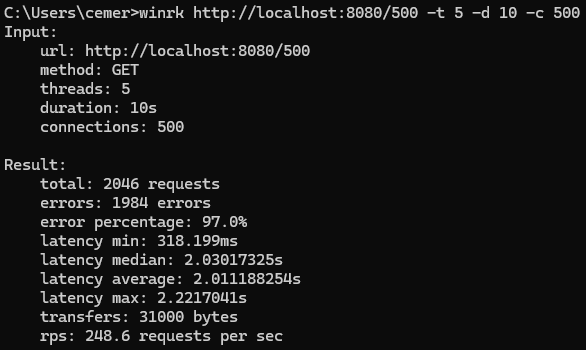 C:\Users\cemer>winrk http://localhost:8080/500 -t 5 -d 10 -c 500
Input:
    url: http://localhost:8080/500
    method: GET
    threads: 5
    duration: 10s
    connections: 500

Result:
    total: 2046 requests
    errors: 1984 errors
    error percentage: 97.0%
    latency min: 318.199ms
    latency median: 2.03017325s
    latency average: 2.011188254s
    latency max: 2.2217041s
    transfers: 31000 bytes
    rps: 248.6 requests per sec